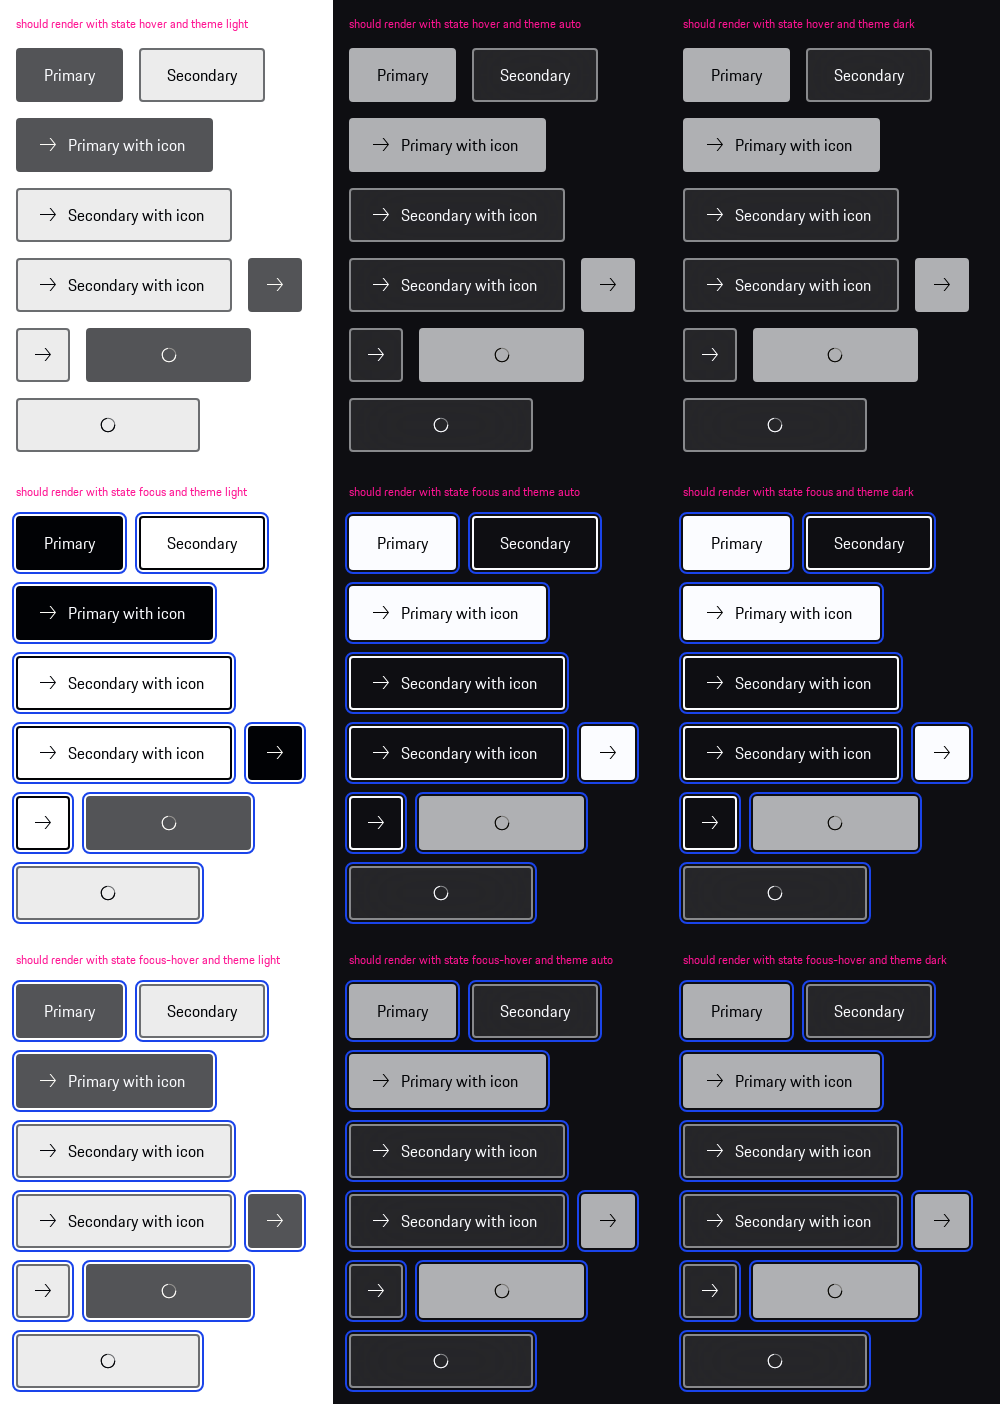 should render with state hover and theme light
Primary
Secondary
Primary with icon
Secondary with icon
Secondary with icon
should render with state hover and theme auto
Primary
Secondary
Primary with icon
Secondary with icon
Secondary with icon
should render with state hover and theme dark
Primary
Secondary
Primary with icon
Secondary with icon
Secondary with icon
should render with state focus and theme light
Primary
Secondary
Primary with icon
Secondary with icon
Secondary with icon
should render with state focus and theme auto
Primary
Secondary
Primary with icon
Secondary with icon
Secondary with icon
should render with state focus and theme dark
Primary
Secondary
Primary with icon
Secondary with icon
Secondary with icon
should render with state focus-hover and theme light
Primary
Secondary
Primary with icon
Secondary with icon
Secondary with icon
should render with state focus-hover and theme auto
Primary
Secondary
Primary with icon
Secondary with icon
Secondary with icon
should render with state focus-hover and theme dark
Primary
Secondary
Primary with icon
Secondary with icon
Secondary with icon